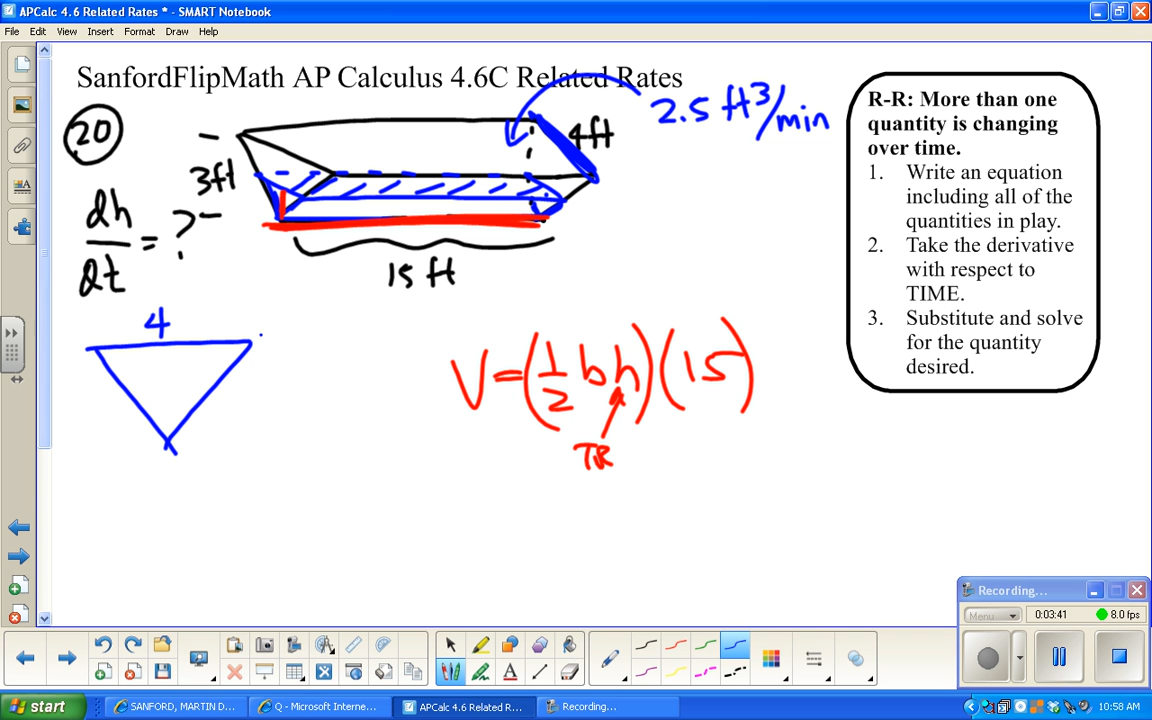 APCalc 4.6 Related Rates * - SMART Notebook
File Edit View Insert Format Draw Help
SanfordFlipMath AP Calculus 4.6C Related Rates
20
3ft
4ft
2.5 ft³/min
dh/dt = ?
15 ft
4
V = (1/2 bh)(15)
TR
R-R: More than one
quantity is changing
over time.
1. Write an equation
including all of the
quantities in play.
2. Take the derivative
with respect to
TIME.
3. Substitute and solve
for the quantity
desired.
Recording...
Menu
0:03:41
8.0 fps
start
SANFORD, MARTIN D...
Q - Microsoft Interne...
APCalc 4.6 Related R...
Recording...
10:58 AM